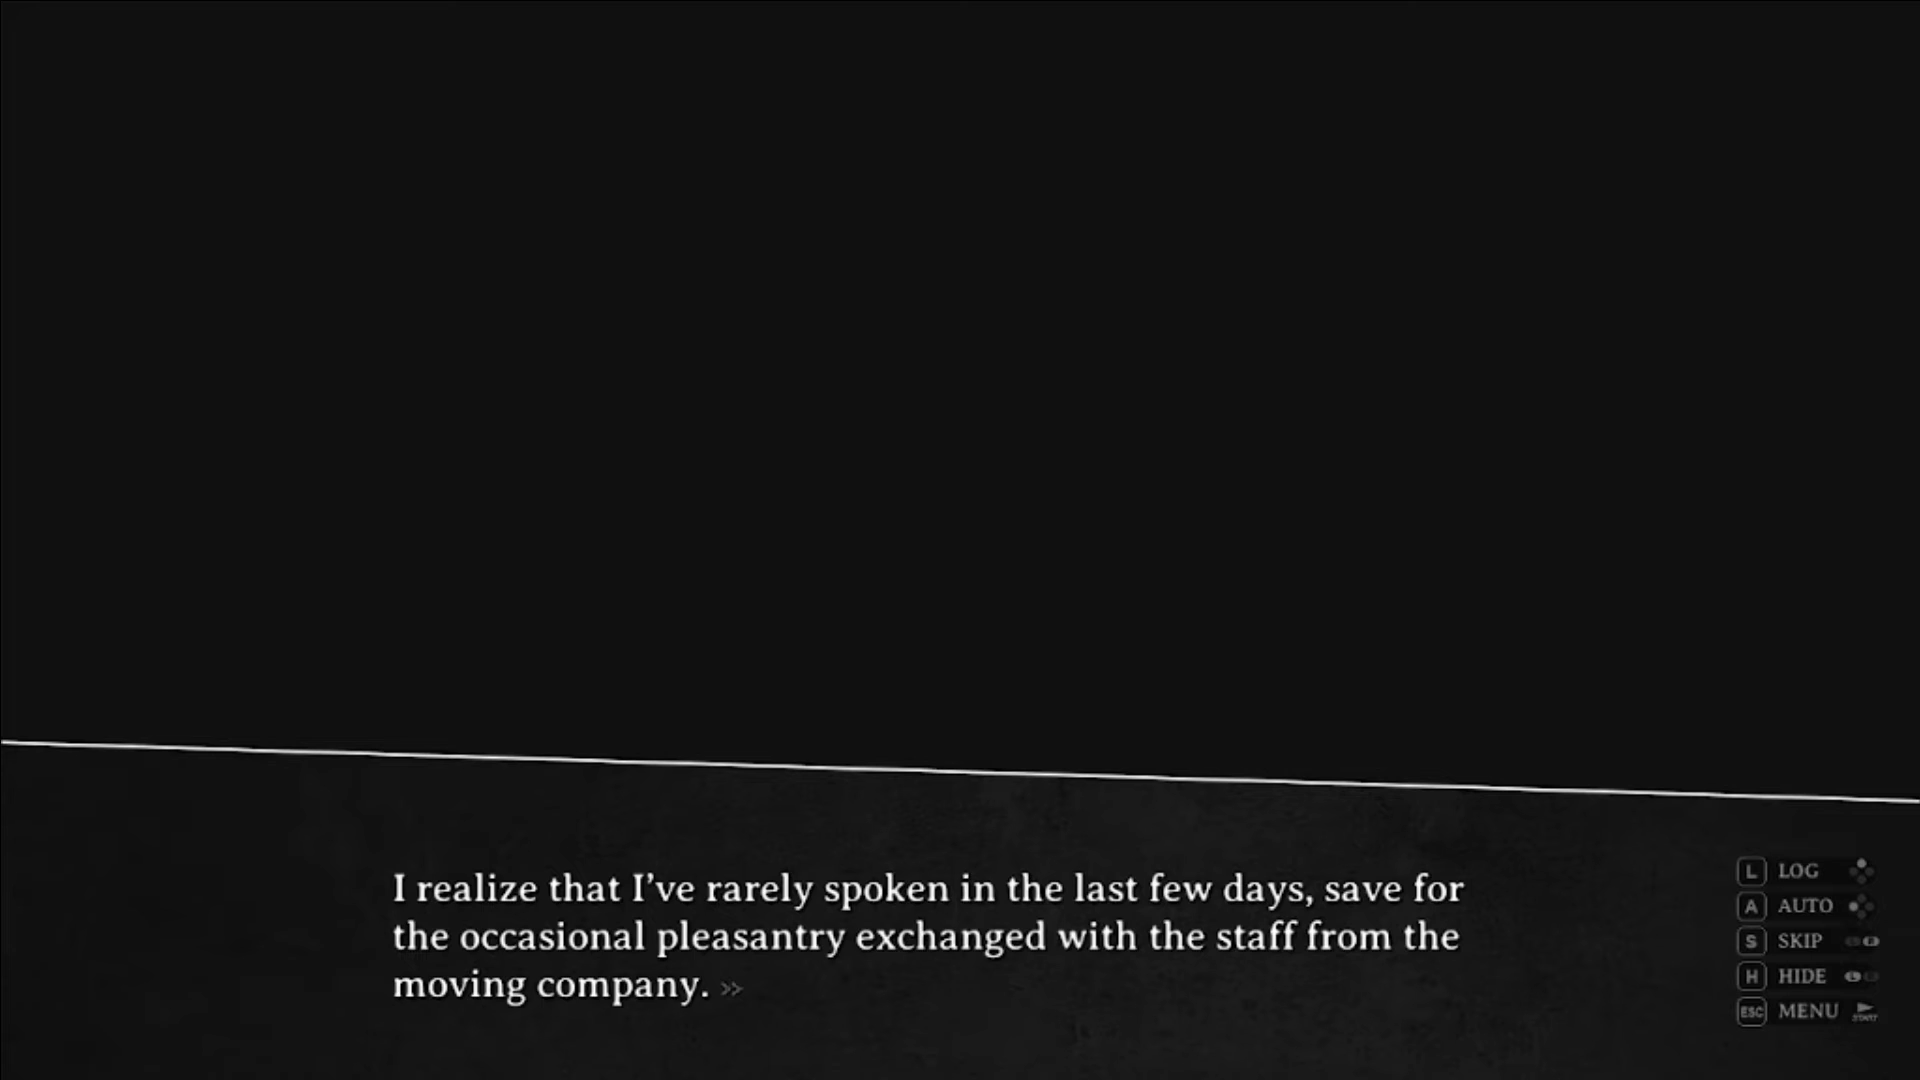 I realize that I've rarely spoken in the last few days, save for
the occasional pleasantry exchanged with the staff from the
moving company. »
L LOG
A AUTO
S SKIP
H HIDE
ESC MENU START